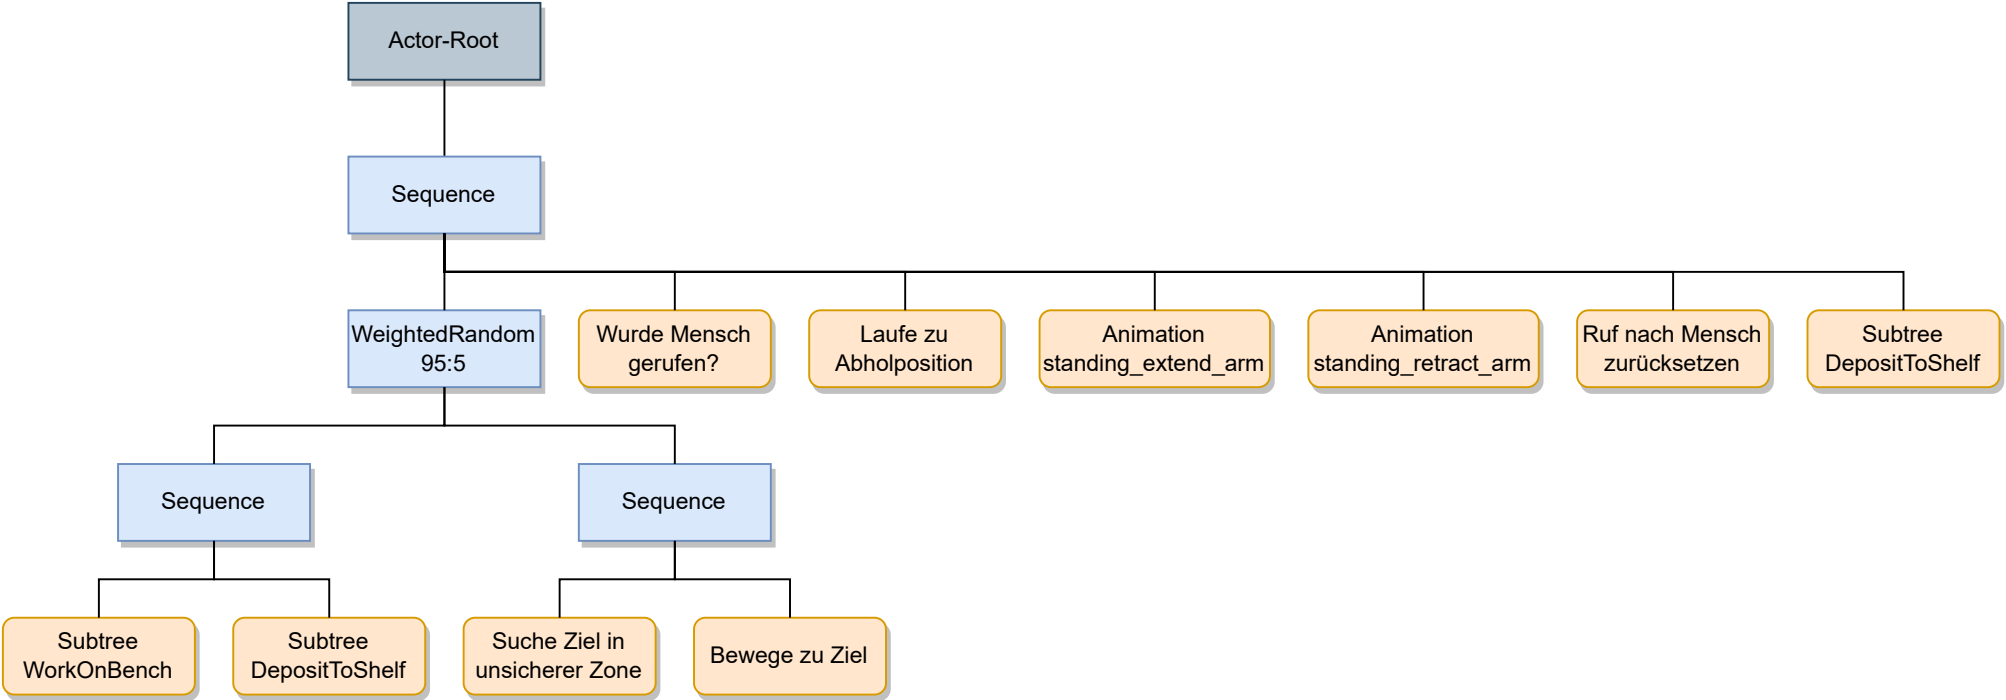 Actor-Root
Sequence
WeightedRandom
95:5
Wurde Mensch
gerufen?
Laufe zu
Abholposition
Animation
standing_extend_arm
Animation
standing_retract_arm
Ruf nach Mensch
zurücksetzen
Subtree
DepositToShelf
Sequence
Sequence
Subtree
WorkOnBench
Subtree
DepositToShelf
Suche Ziel in
unsicherer Zone
Bewege zu Ziel